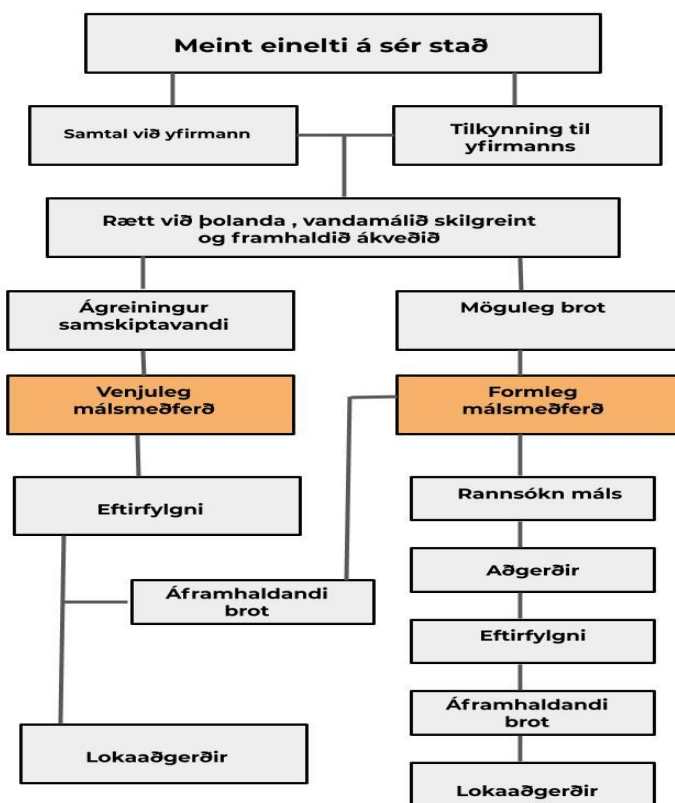 Meint einelti á sér stað
Samtal við yfirmann
Tilkynning til
yfirmanns
Rætt við þolanda , vandamálið skilgreint
og framhaldið ákveðið
Ágreiningur
samskiptavandi
Möguleg brot
Venjuleg
málsmeðferð
Formleg
málsmeðferð
Eftirfylgni
Rannsókn máls
Aðgerðir
Áframhaldandi
brot
Eftirfylgni
Áframhaldandi
brot
Lokaaðgerðir
Lokaaðgerðir